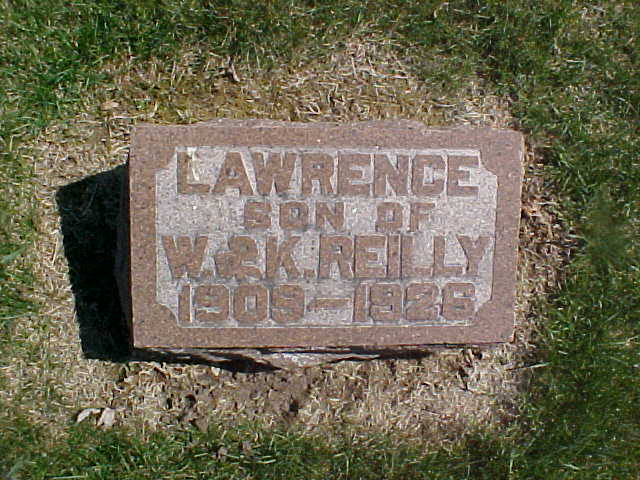 LAWRENCE
SON OF
W. & K. REILLY
1909-1926